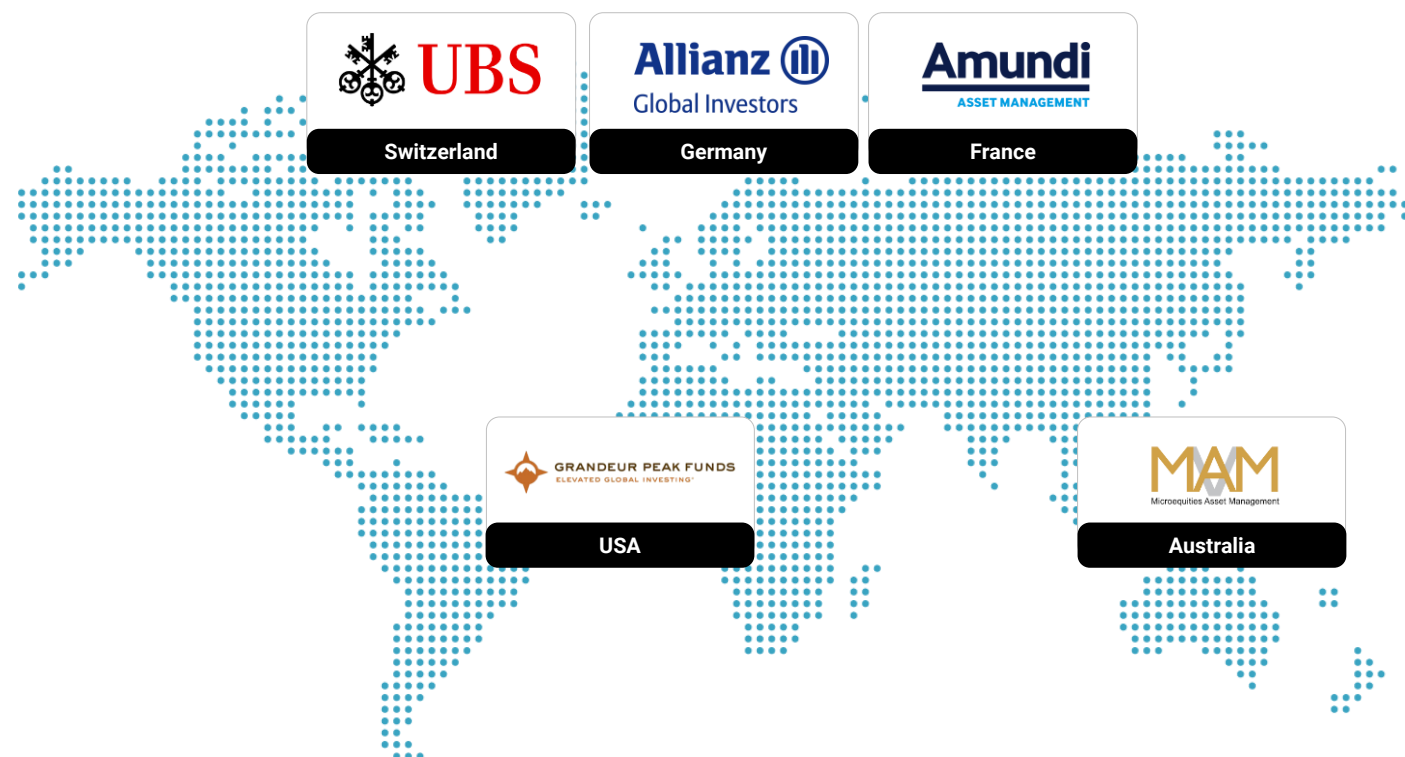 UBS
Switzerland
Allianz
Global Investors
Germany
Amundi
ASSET MANAGEMENT
France
GRANDEUR PEAK FUNDS
ELEVATED GLOBAL INVESTING®
USA
MAM
Microequities Asset Management
Australia